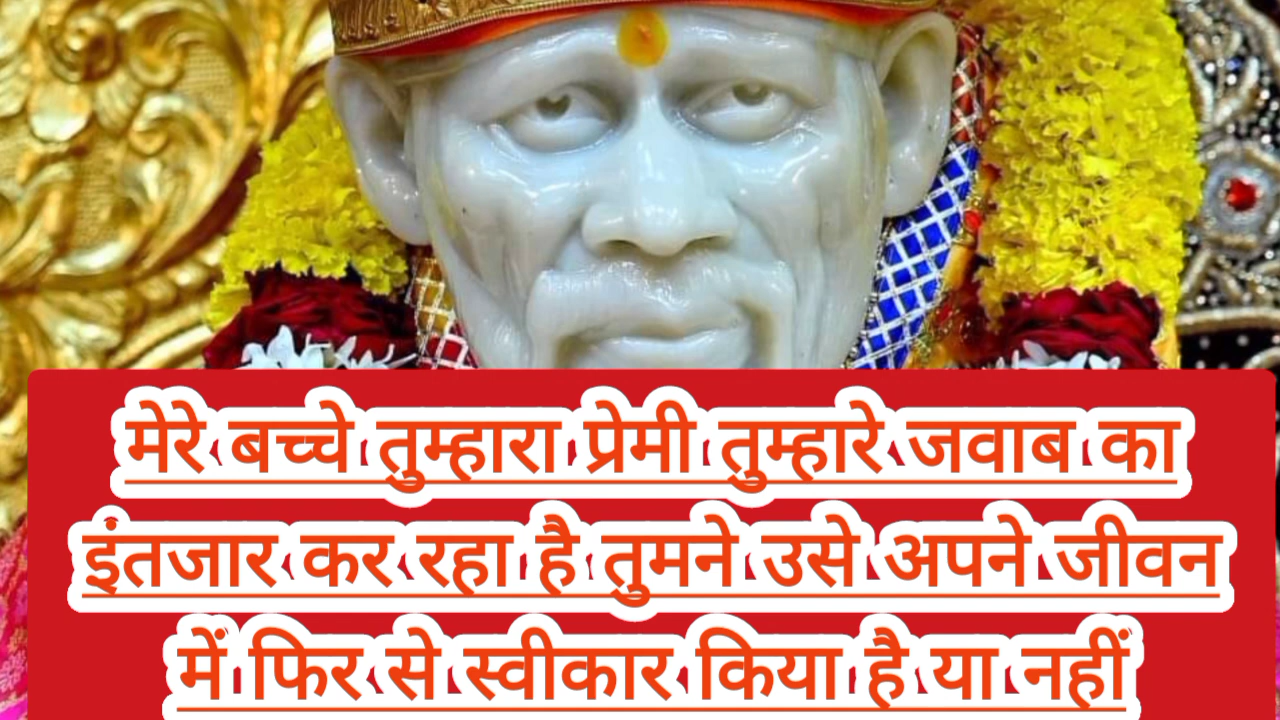 मेरे बच्चे तुम्हारा प्रेमी तुम्हारे जवाब का
इंतजार कर रहा है तुमने उसे अपने जीवन
में फिर से स्वीकार किया है या नहीं